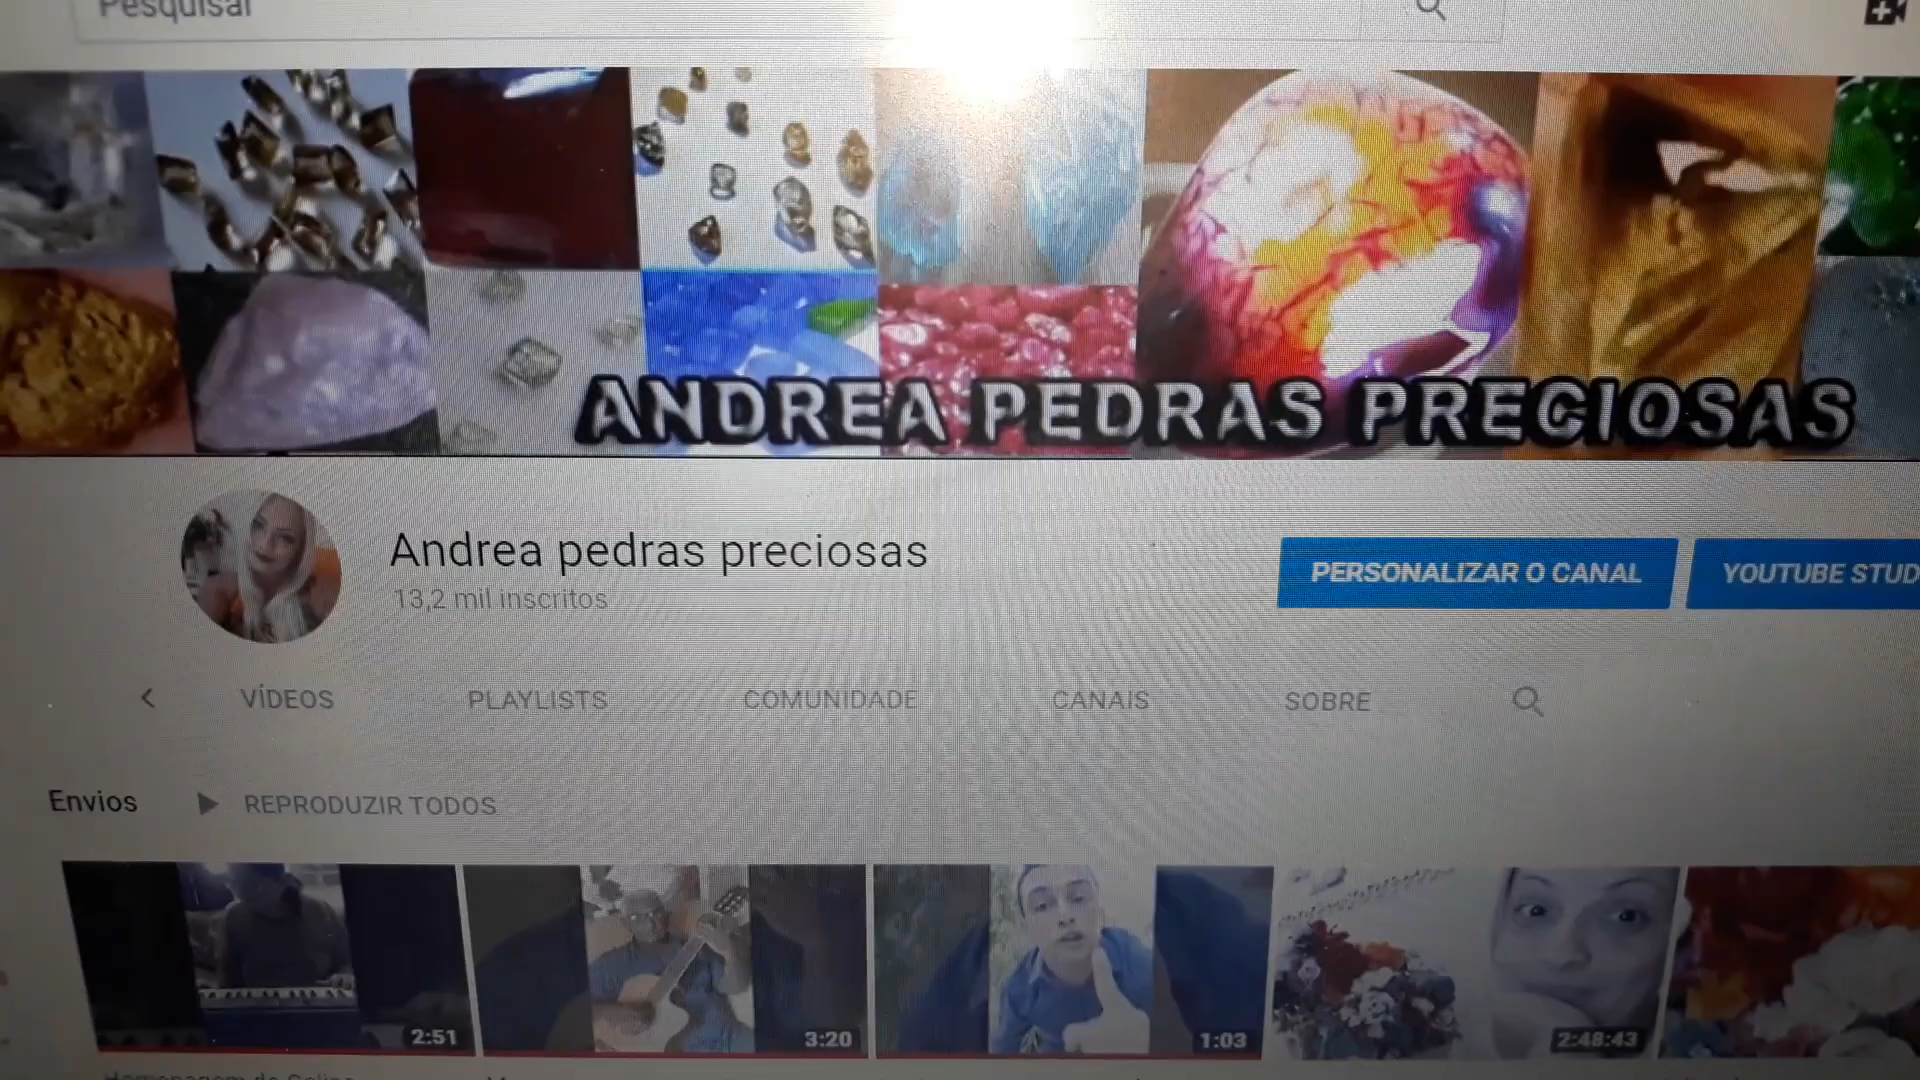 Pesquisar
ANDREA PEDRAS PRECIOSAS
Andrea pedras preciosas
13,2 mil inscritos
PERSONALIZAR O CANAL
YOUTUBE STUD
VÍDEOS
PLAYLISTS
COMUNIDADE
CANAIS
SOBRE
Envios
REPRODUZIR TODOS
2:51
3:20
1:03
2:48:43